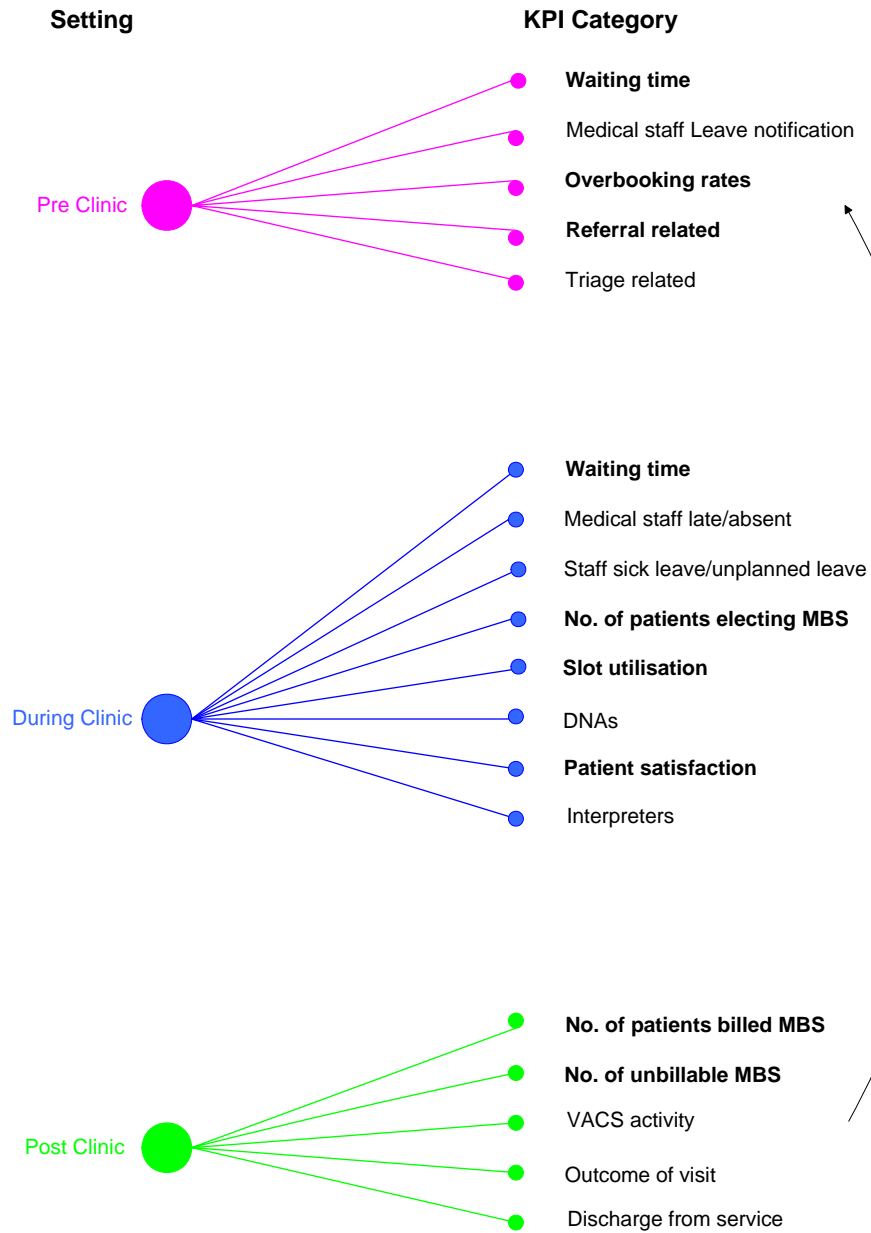 Setting
KPI Category
Waiting time
Medical staff Leave notification
Overbooking rates
Pre Clinic
Referral related
Triage related
Waiting time
Medical staff late/absent
Staff sick leave/unplanned leave
No. of patients electing MBS
Slot utilisation
During Clinic
DNAs
Patient satisfaction
Interpreters
No. of patients billed MBS
No. of unbillable MBS
VACS activity
Post Clinic
Outcome of visit
Discharge from service